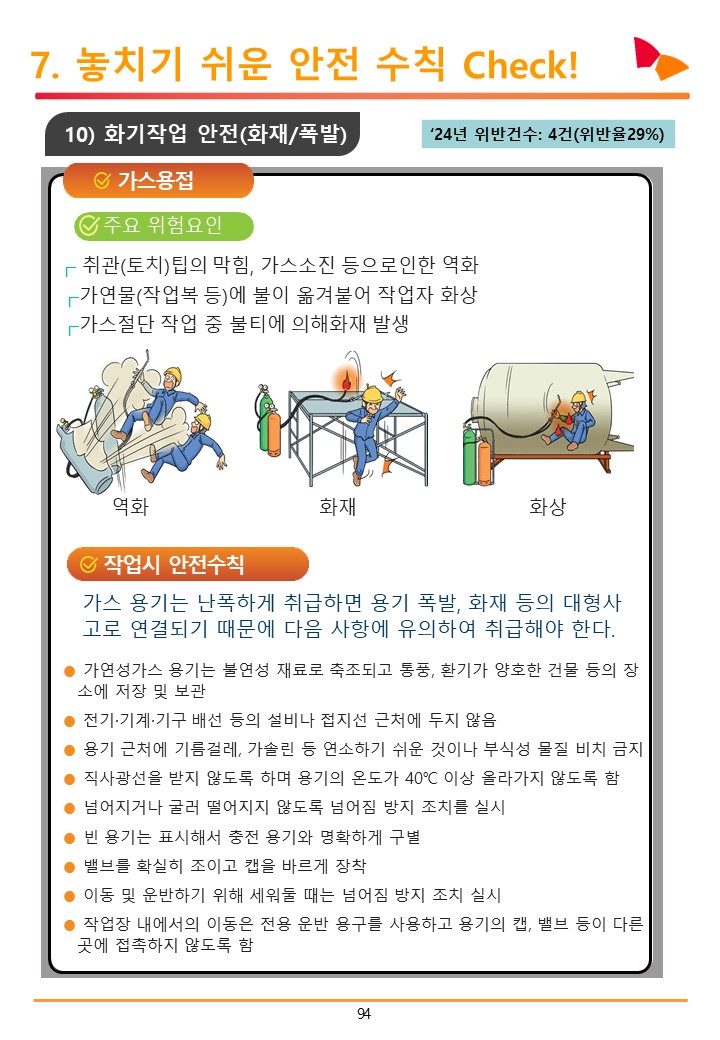 7. 놓치기 쉬운 안전 수칙 Check!
10) 화기작업 안전(화재/폭발)
‘24년 위반건수: 4건(위반율29%)
가스용접
주요 위험요인
취관(토치)팁의 막힘, 가스소진 등으로인한 역화
가연물(작업복 등)에 불이 옮겨붙어 작업자 화상
가스절단 작업 중 불티에 의해화재 발생
역화
화재
화상
작업시 안전수칙
가스 용기는 난폭하게 취급하면 용기 폭발, 화재 등의 대형사
고로 연결되기 때문에 다음 사항에 유의하여 취급해야 한다.
● 가연성가스 용기는 불연성 재료로 축조되고 통풍, 환기가 양호한 건물 등의 장
소에 저장 및 보관
● 전기·기계·기구 배선 등의 설비나 접지선 근처에 두지 않음
● 용기 근처에 기름걸레, 가솔린 등 연소하기 쉬운 것이나 부식성 물질 비치 금지
● 직사광선을 받지 않도록 하며 용기의 온도가 40℃ 이상 올라가지 않도록 함
● 넘어지거나 굴러 떨어지지 않도록 넘어짐 방지 조치를 실시
● 빈 용기는 표시해서 충전 용기와 명확하게 구별
● 밸브를 확실히 조이고 캡을 바르게 장착
● 이동 및 운반하기 위해 세워둘 때는 넘어짐 방지 조치 실시
● 작업장 내에서의 이동은 전용 운반 용구를 사용하고 용기의 캡, 밸브 등이 다른
곳에 접촉하지 않도록 함
94